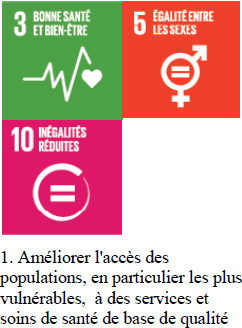 3 BONNE SANTÉ
ET BIEN-ÊTRE
5 ÉGALITÉ ENTRE
LES SEXES
10 INÉGALITÉS
RÉDUITES
1. Améliorer l'accès des
populations, en particulier les plus
vulnérables, à des services et
soins de santé de base de qualité